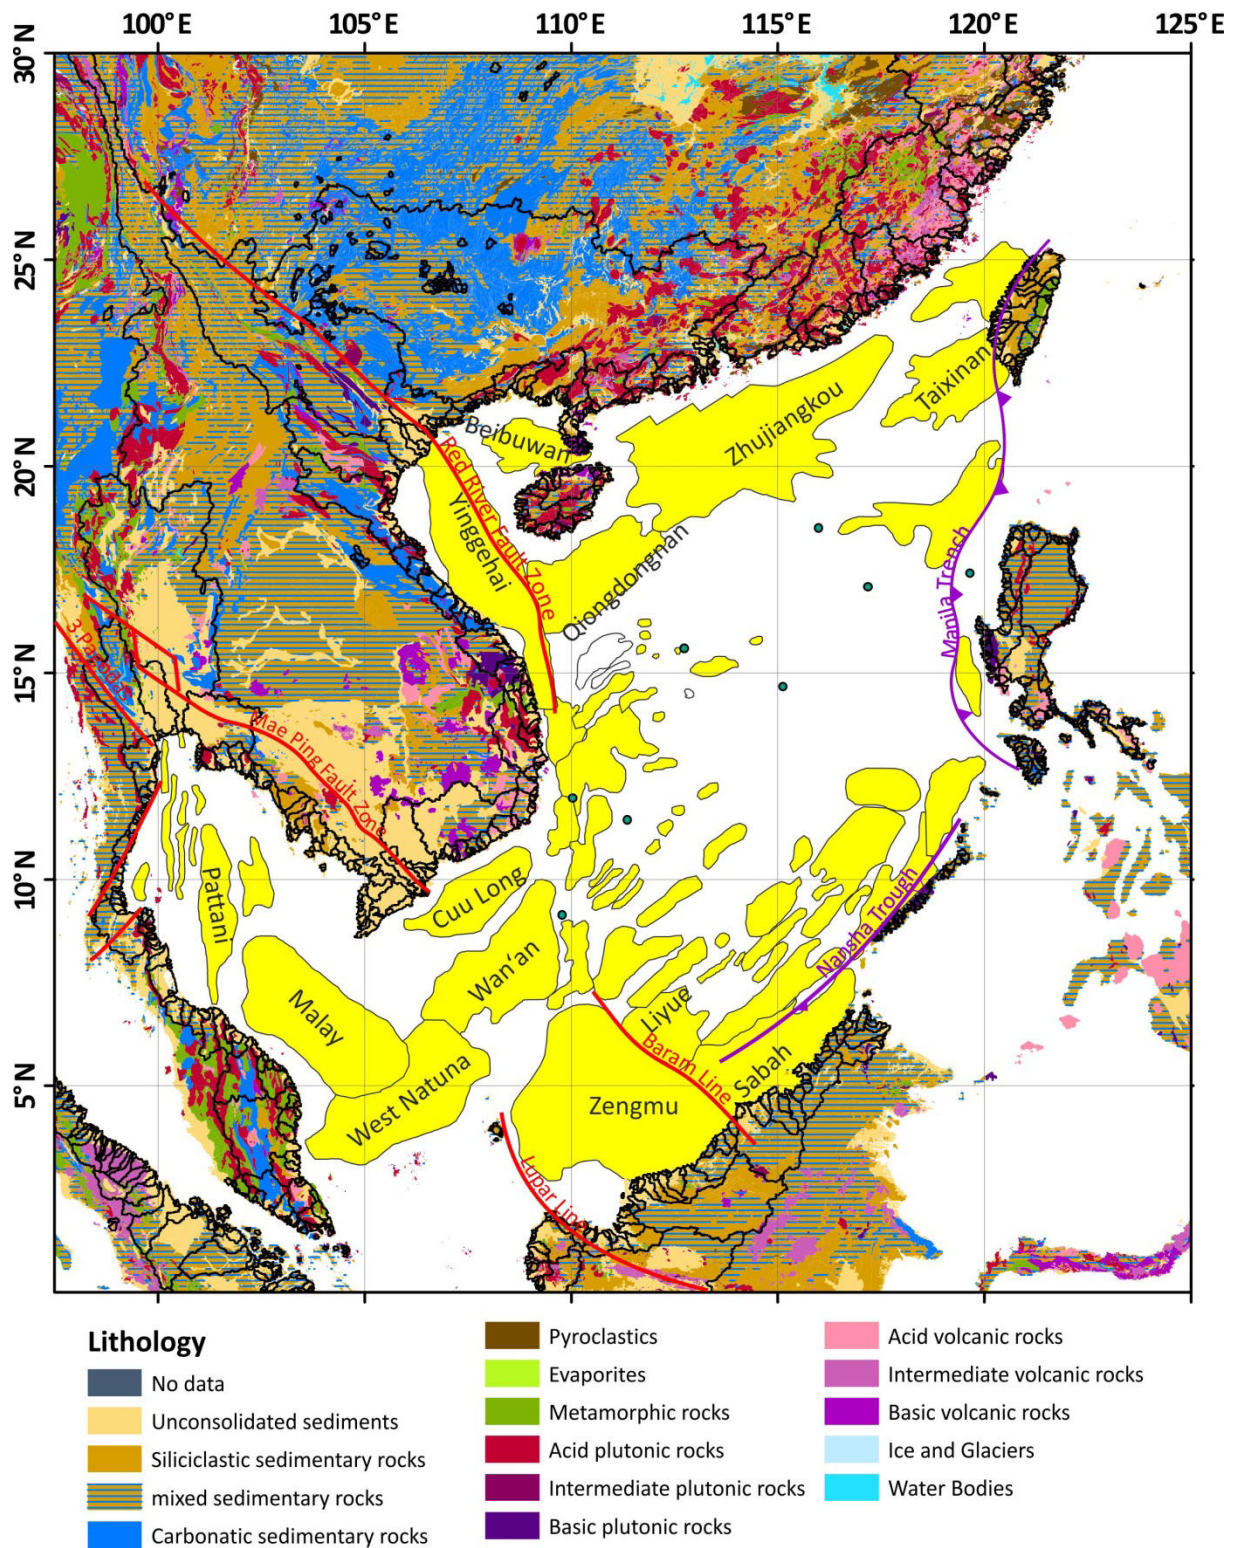 100°E 105°E 110°E 115°E 120°E 125°E
30°N
25°N
20°N
15°N
10°N
5°N
Taixinan
Zhujiangkou
Beibuwan
Red River Fault Zone
Yinggehai
Qiongdongnan
Manila Trench
3 Pagodas
Mae Ping Fault Zone
Pattani
Cuu Long
Wan'an
Nansha Trough
Malay
Liyue
Baram Line
Sabah
West Natuna
Zengmu
Lupar Line
Lithology
No data
Unconsolidated sediments
Siliciclastic sedimentary rocks
mixed sedimentary rocks
Carbonatic sedimentary rocks
Pyroclastics
Evaporites
Metamorphic rocks
Acid plutonic rocks
Intermediate plutonic rocks
Basic plutonic rocks
Acid volcanic rocks
Intermediate volcanic rocks
Basic volcanic rocks
Ice and Glaciers
Water Bodies